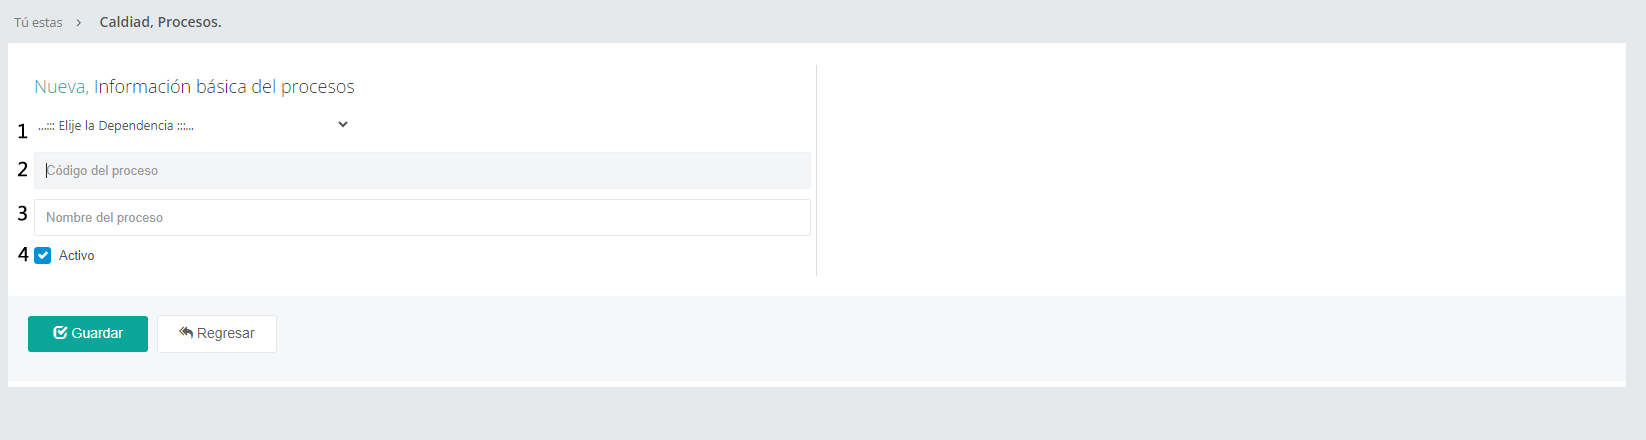 Tú estas > Caldiad, Procesos.
Nueva, Información básica del procesos
1 ...::: Elije la Dependencia :::...
2 Código del proceso
3 Nombre del proceso
4 Activo
Guardar Regresar